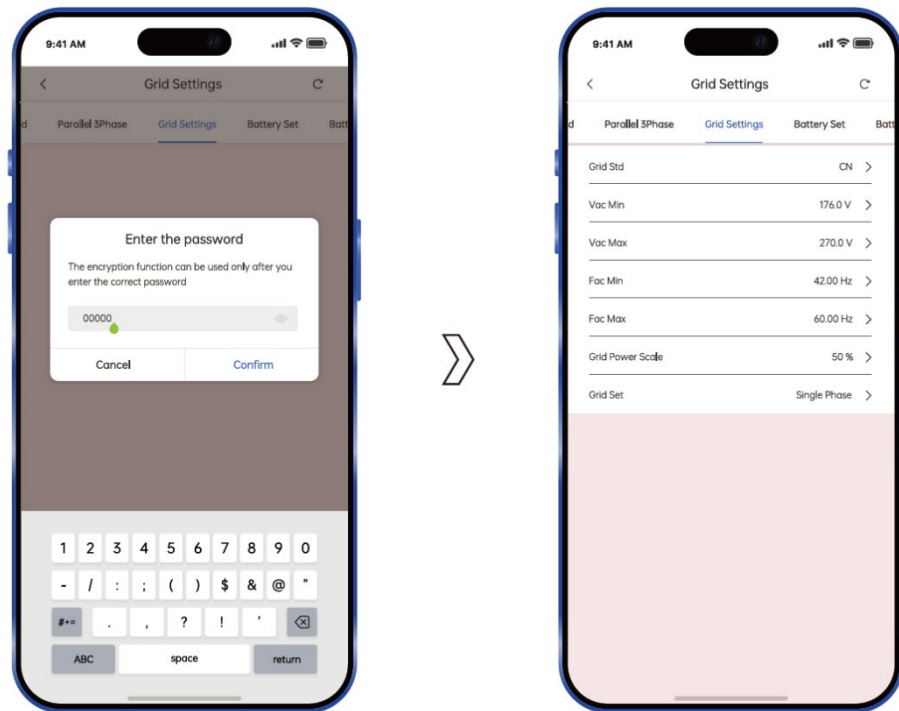 9:41 AM
Grid Settings
d Parallel 3Phase Grid Settings Battery Set Batt
Enter the password
The encryption function can be used only after you
enter the correct password
00000
Cancel Confirm
1 2 3 4 5 6 7 8 9 0
- / : ; ( ) $ & @ "
#+= . , ? ! '
ABC space return
9:41 AM
Grid Settings
d Parallel 3Phase Grid Settings Battery Set Batt
Grid Std CN
Vac Min 176.0 V
Vac Max 270.0 V
Fac Min 42.00 Hz
Fac Max 60.00 Hz
Grid Power Scale 50 %
Grid Set Single Phase